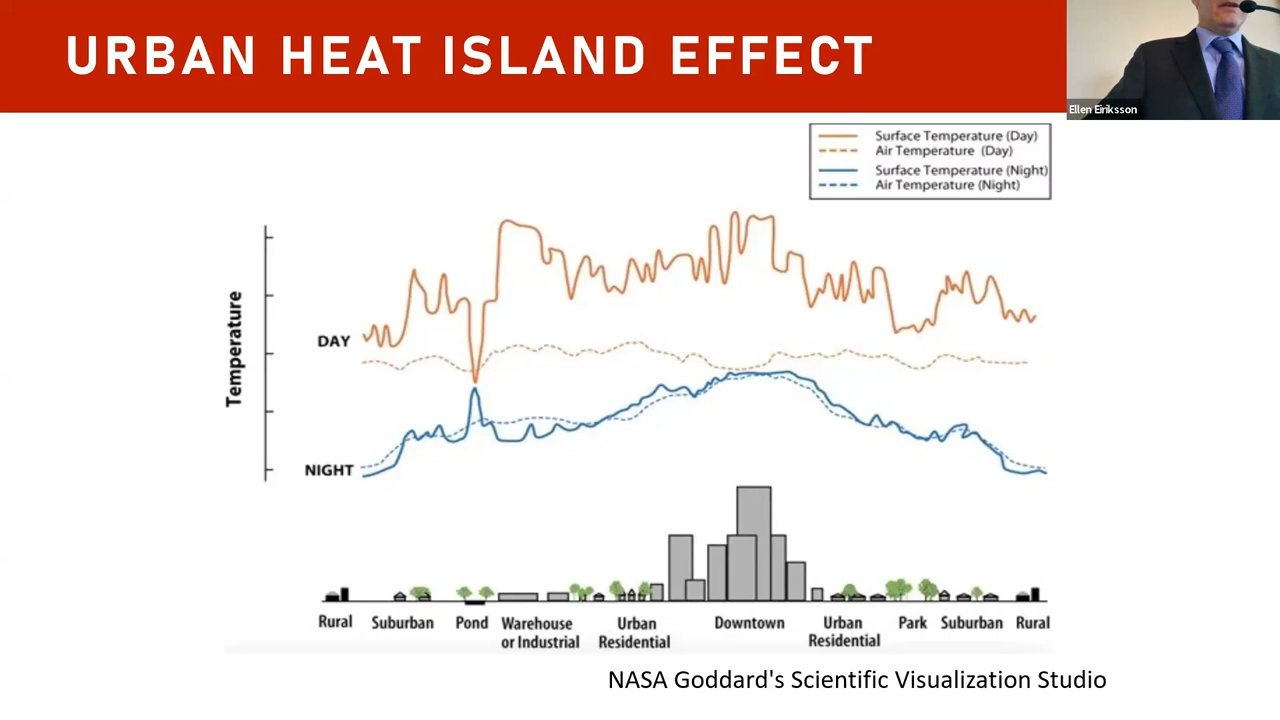 URBAN HEAT ISLAND EFFECT
Ellen Eiriksson
Surface Temperature (Day)
Air Temperature (Day)
Surface Temperature (Night)
Air Temperature (Night)
Temperature
DAY
NIGHT
Rural
Suburban
Pond
Warehouse
or Industrial
Urban
Residential
Downtown
Urban
Residential
Park
Suburban
Rural
NASA Goddard's Scientific Visualization Studio